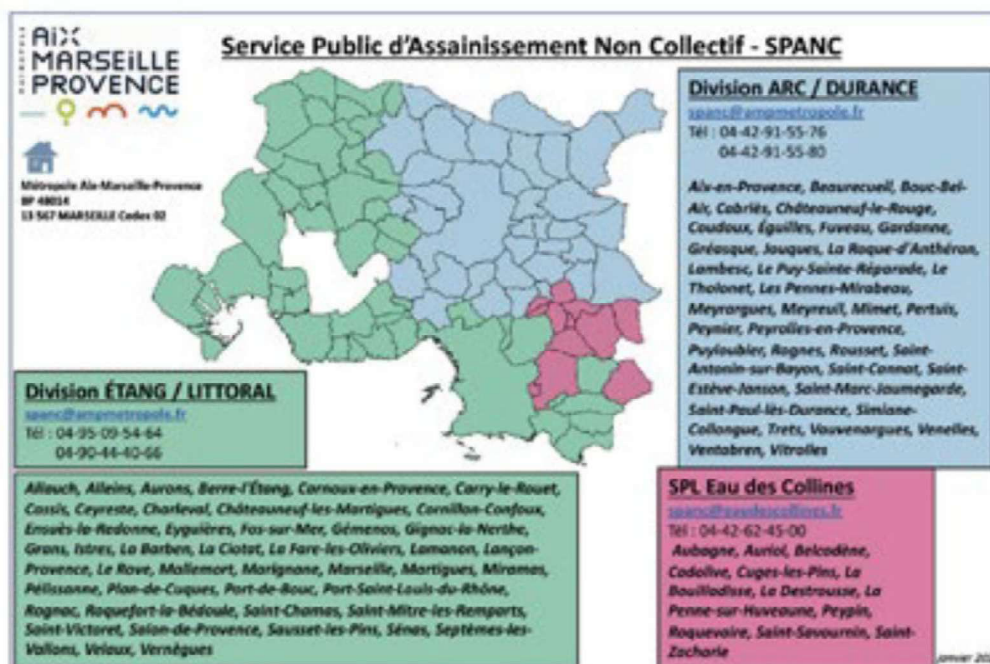 AiX
MARSEILLE
PROVENCE
Service Public d'Assainissement Non Collectif - SPANC
Métropole Aix-Marseille-Provence
BP 48014
13 567 MARSEILLE Cedex 02
Division ARC / DURANCE
spanc@ampmetropole.fr
Tél : 04-42-91-55-76
04-42-91-55-80
Aix-en-Provence, Beaurecueil, Bouc-Bel-
Air, Cabriès, Châteauneuf-le-Rouge,
Coudoux, Éguilles, Fuveau, Gardanne,
Gréasque, Jouques, La Roque-d'Anthéron,
Lambesc, Le Puy-Sainte-Réparade, Le
Tholonet, Les Pennes-Mirabeau,
Meyrargues, Meyreuil, Mimet, Pertuis,
Peynier, Peyrolles-en-Provence,
Puyloubier, Rognes, Rousset, Saint-
Antonin-sur-Bayon, Saint-Cannat, Saint-
Estève-Janson, Saint-Marc-Jaumegarde,
Saint-Paul-lès-Durance, Simiane-
Collongue, Trets, Vauvenargues, Venelles,
Ventabren, Vitrolles
Division ÉTANG / LITTORAL
spanc@ampmetropole.fr
Tél : 04-95-09-54-64
04-90-44-40-66
Allauch, Alleins, Aurons, Berre-l'Étang, Carnoux-en-Provence, Carry-le-Rouet,
Cassis, Ceyreste, Charleval, Châteauneuf-les-Martigues, Cornillon-Confoux,
Ensuès-la-Redonne, Eyguières, Fos-sur-Mer, Gémenos, Gignac-la-Nerthe,
Grans, Istres, La Barben, La Ciotat, La Fare-les-Oliviers, Lamanon, Lançon-
Provence, Le Rove, Mallemort, Marignane, Marseille, Martigues, Miramas,
Pélissanne, Plan-de-Cuques, Port-de-Bouc, Port-Saint-Louis-du-Rhône,
Rognac, Roquefort-la-Bédoule, Saint-Chamas, Saint-Mitre-les-Remparts,
Saint-Victoret, Salon-de-Provence, Sausset-les-Pins, Sénas, Septèmes-les-
Vallons, Velaux, Vernègues
SPL Eau des Collines
spanc@eaudescollines.fr
Tél : 04-42-62-45-00
Aubagne, Auriol, Belcodène,
Cadolive, Cuges-les-Pins, La
Bouilladisse, La Destrousse, La
Penne-sur-Huveaune, Peypin,
Roquevaire, Saint-Savournin, Saint-
Zacharie
janvier